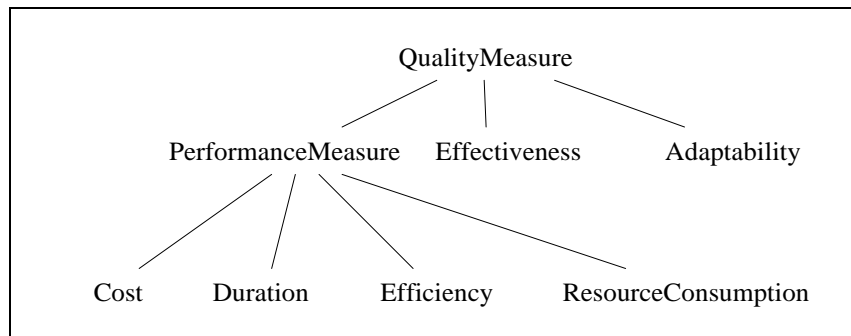 QualityMeasure
PerformanceMeasure Effectiveness Adaptability
Cost Duration Efficiency ResourceConsumption